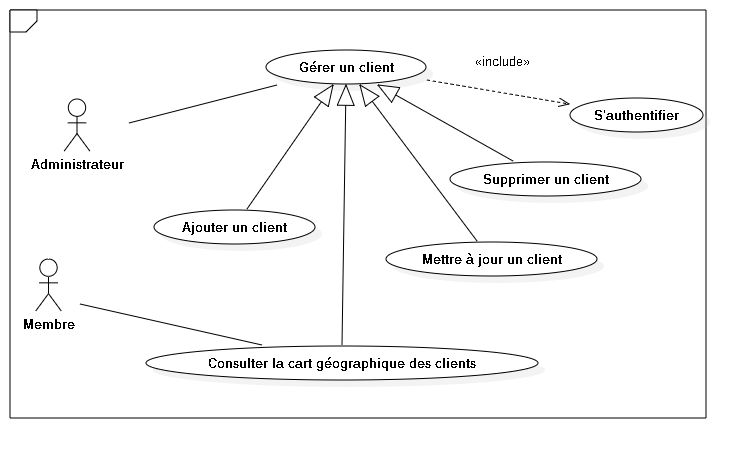 Gérer un client
«include»
S'authentifier
Administrateur
Supprimer un client
Ajouter un client
Mettre à jour un client
Membre
Consulter la cart géographique des clients